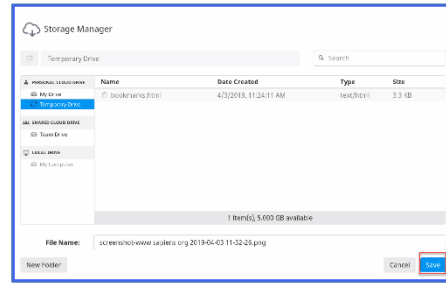 Storage Manager
Temporary Drive
Search
PERSONAL CLOUD DRIVE
My Drive
Temporary Drive
SHARED CLOUD DRIVE
Team Drive
LOCAL DRIVE
My Computer
Name Date Created Type Size
bookmarks.html 4/3/2019, 11:24:11 AM text/html 3.3 KB
1 item(s), 5.000 GB available
File Name: screenshot-www sapiens org 2019-04-03 11-32-26.png
New Folder Cancel Save